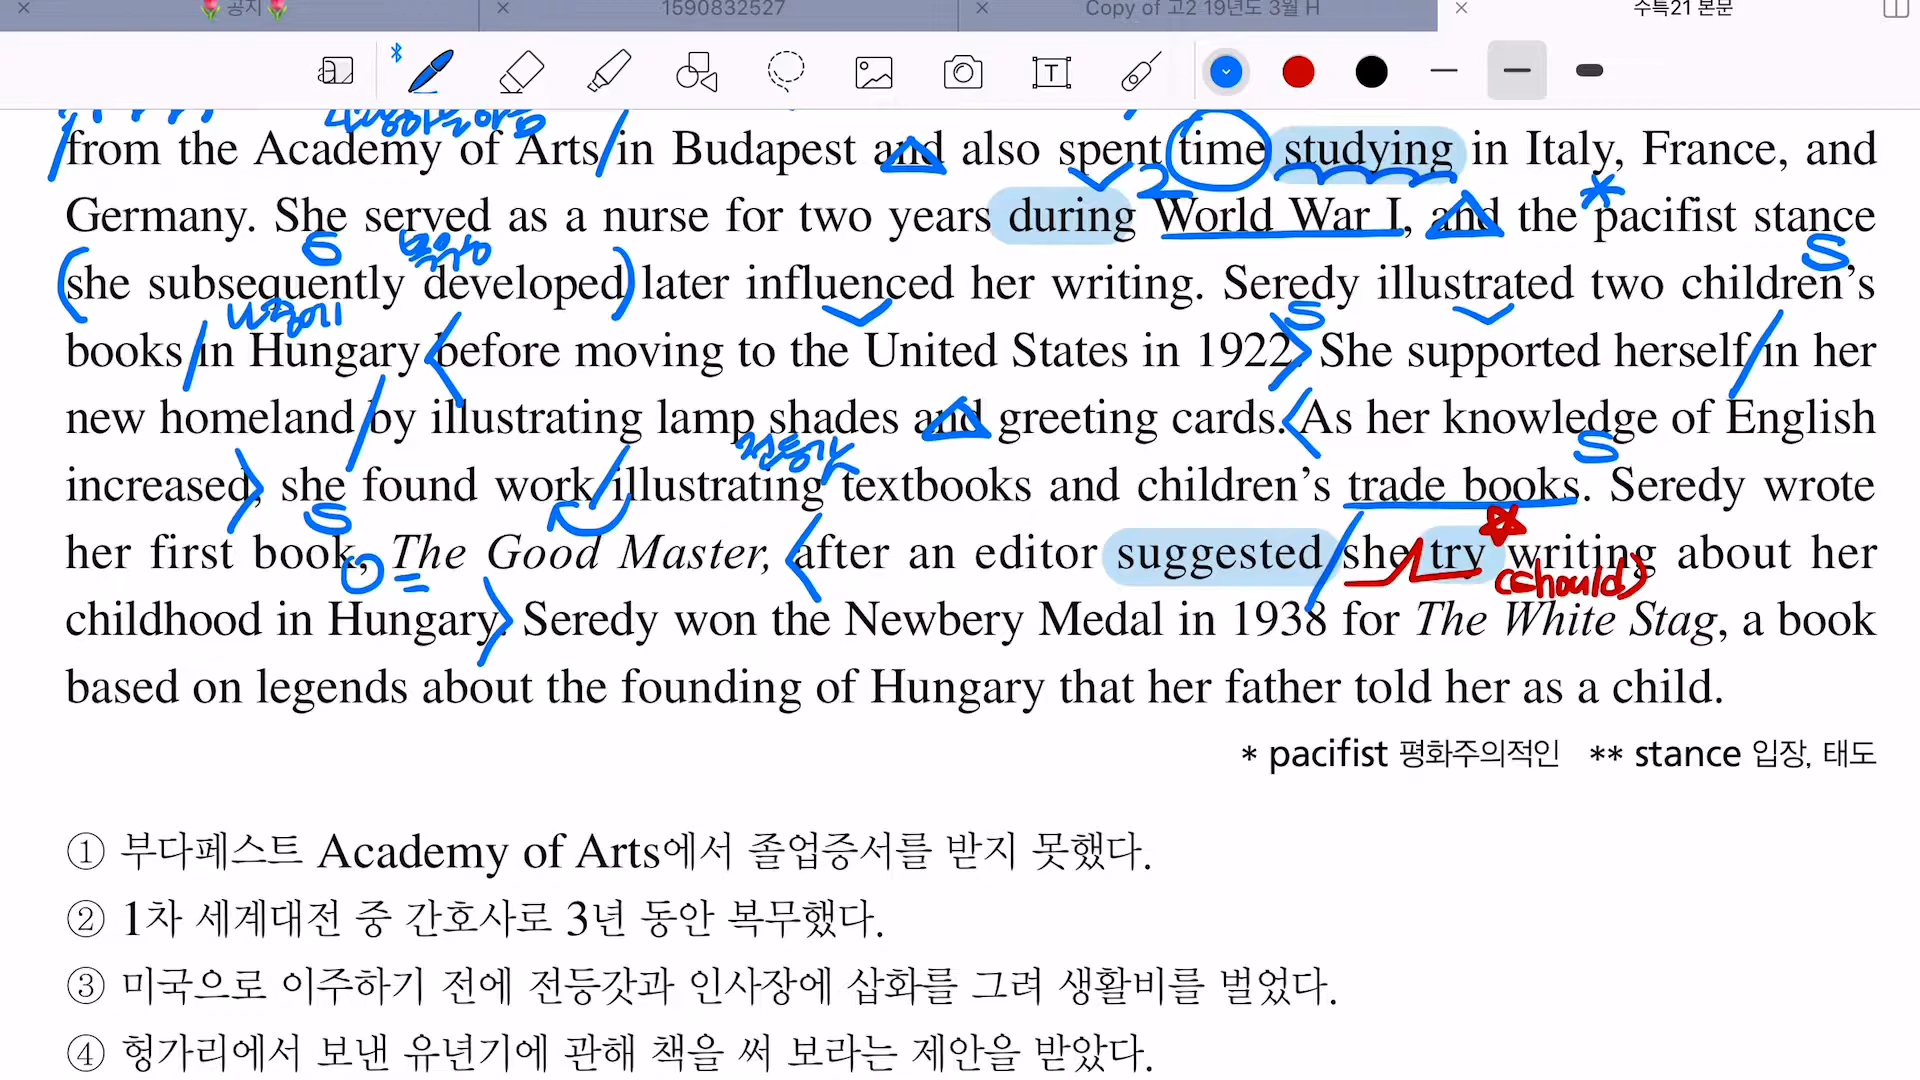 공지
1590832527
Copy of 고2 19년도 3월 H
수특21 본문
from the Academy of Arts in Budapest and also spent time studying in Italy, France, and
2
Germany. She served as a nurse for two years during World War I, and the pacifist stance
S
S
she subsequently developed later influenced her writing. Seredy illustrated two children's
나중에
S
books in Hungary before moving to the United States in 1922. She supported herself in her
new homeland by illustrating lamp shades and greeting cards. As her knowledge of English
전등갓
S
increased, she found work illustrating textbooks and children's trade books. Seredy wrote
S
her first book, The Good Master, after an editor suggested she try writing about her
(should)
childhood in Hungary. Seredy won the Newbery Medal in 1938 for The White Stag, a book
based on legends about the founding of Hungary that her father told her as a child.
* pacifist 평화주의적인 ** stance 입장, 태도
① 부다페스트 Academy of Arts에서 졸업증서를 받지 못했다.
② 1차 세계대전 중 간호사로 3년 동안 복무했다.
③ 미국으로 이주하기 전에 전등갓과 인사장에 삽화를 그려 생활비를 벌었다.
④ 헝가리에서 보낸 유년기에 관해 책을 써 보라는 제안을 받았다.